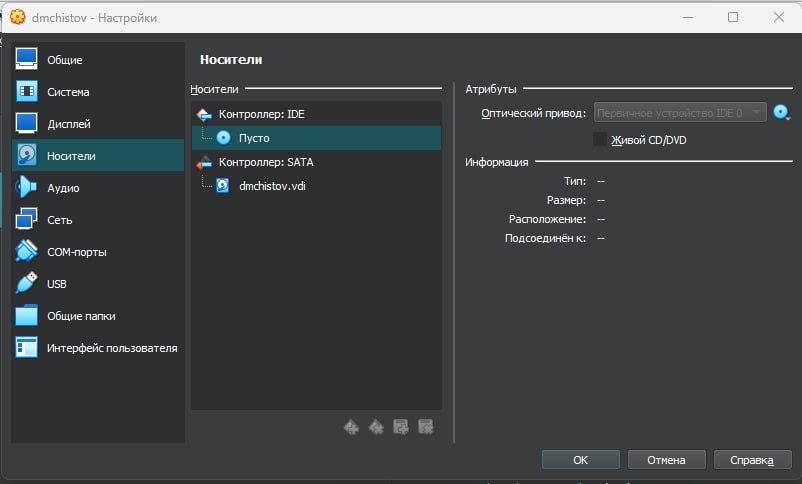 dmchistov - Настройки
Общие
Система
Дисплей
Носители
Аудио
Сеть
COM-порты
USB
Общие папки
Интерфейс пользователя
Носители
Носители
Контроллер: IDE
Пусто
Контроллер: SATA
dmchistov.vdi
Атрибуты
Оптический привод: Первичное устройство IDE 0
Живой CD/DVD
Информация
Тип: --
Размер: --
Расположение: --
Подсоединён к: --
OK Отмена Справка